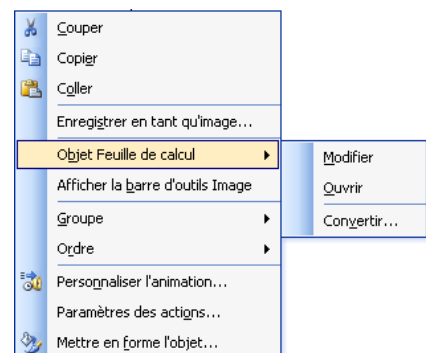 Couper
Copier
Coller
Enregistrer en tant qu'image...
Objet Feuille de calcul
Afficher la barre d'outils Image
Groupe
Ordre
Personnaliser l'animation...
Paramètres des actions...
Mettre en forme l'objet...
Modifier
Ouvrir
Convertir...